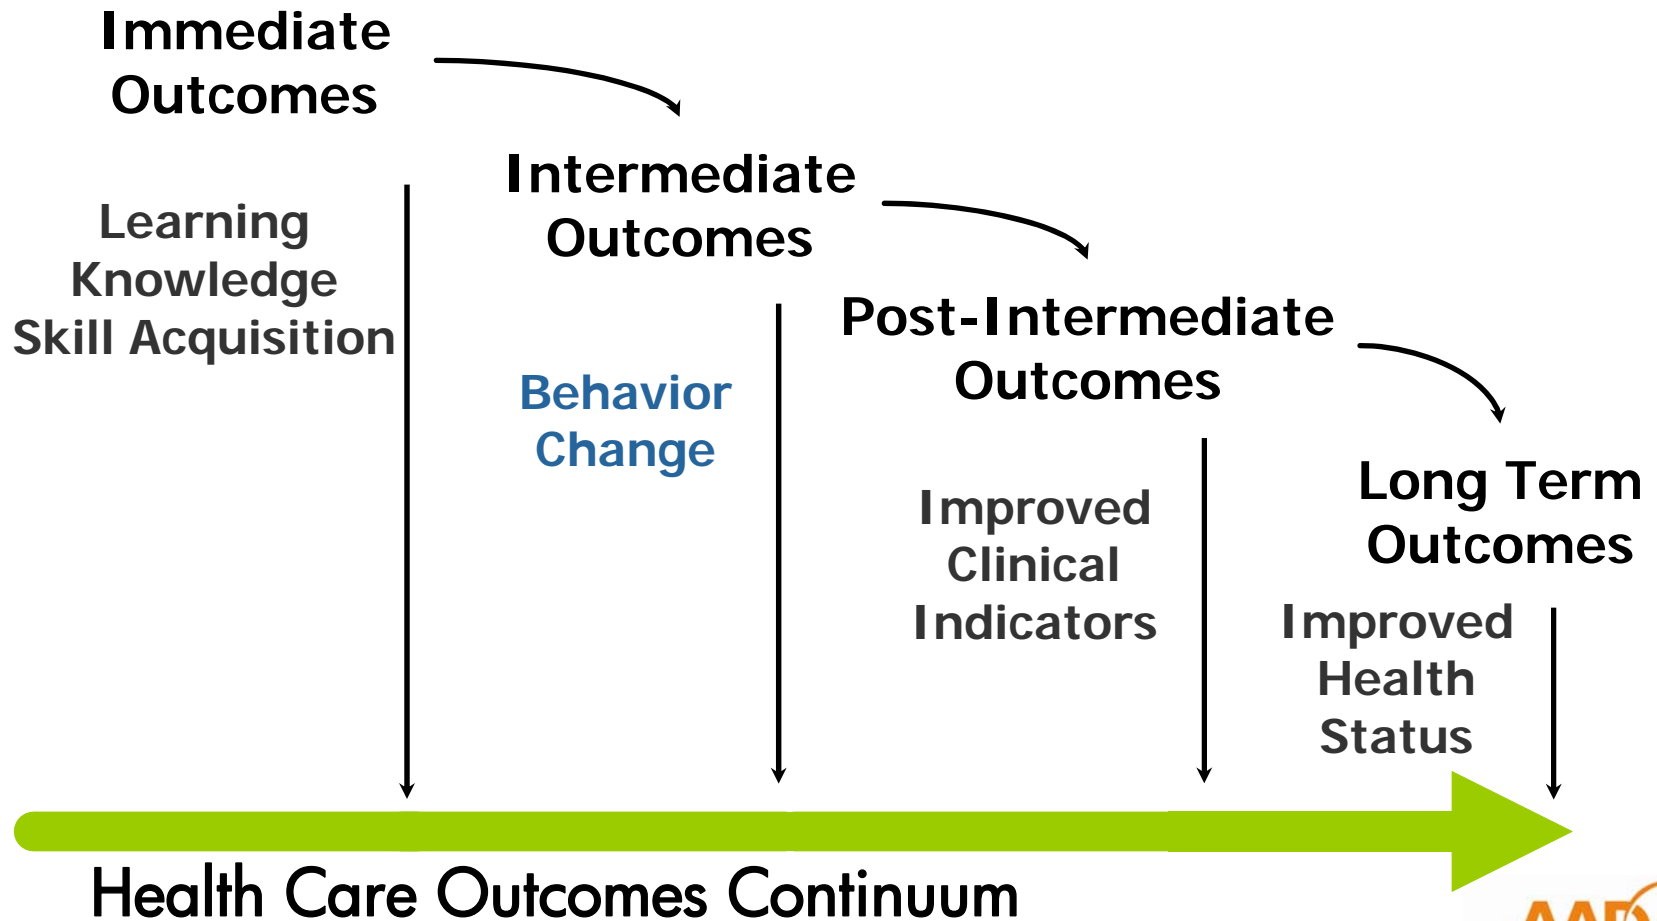 Immediate
Outcomes
Learning
Knowledge
Skill Acquisition
Intermediate
Outcomes
Behavior
Change
Post-Intermediate
Outcomes
Improved
Clinical
Indicators
Long Term
Outcomes
Improved
Health
Status
Health Care Outcomes Continuum